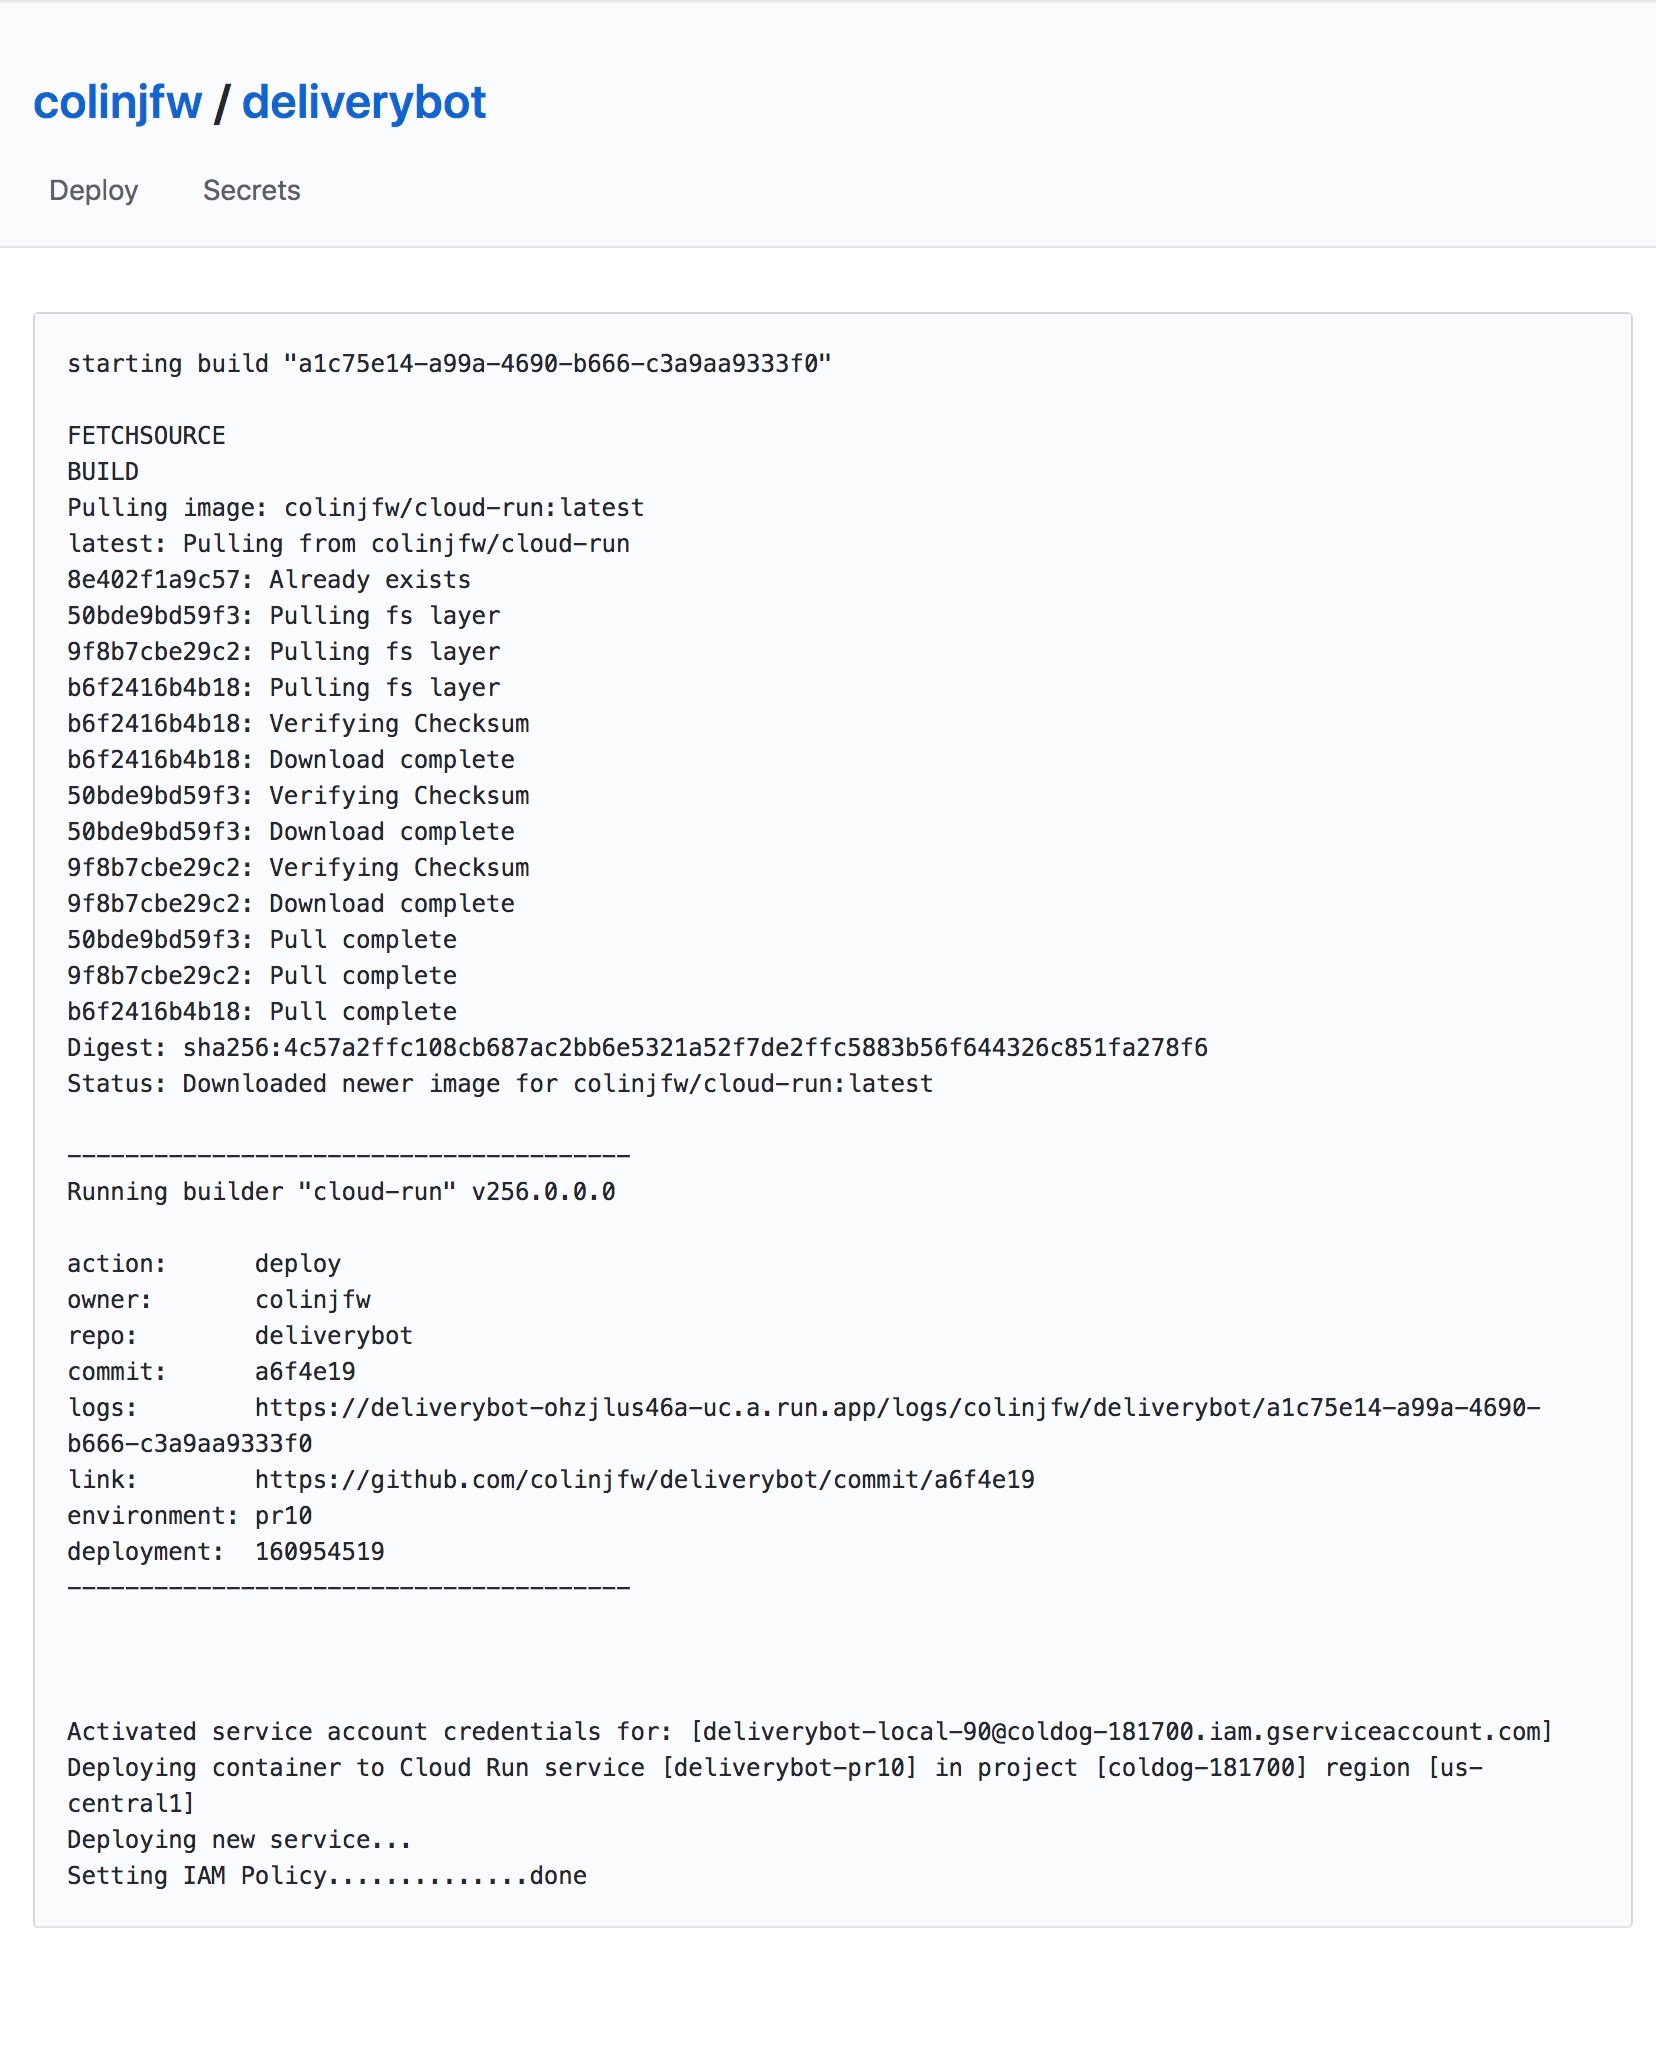 colinjfw / deliverybot
Deploy Secrets
starting build "a1c75e14-a99a-4690-b666-c3a9aa9333f0"
FETCHSOURCE
BUILD
Pulling image: colinjfw/cloud-run:latest
latest: Pulling from colinjfw/cloud-run
8e402f1a9c57: Already exists
50bde9bd59f3: Pulling fs layer
9f8b7cbe29c2: Pulling fs layer
b6f2416b4b18: Pulling fs layer
b6f2416b4b18: Verifying Checksum
b6f2416b4b18: Download complete
50bde9bd59f3: Verifying Checksum
50bde9bd59f3: Download complete
9f8b7cbe29c2: Verifying Checksum
9f8b7cbe29c2: Download complete
50bde9bd59f3: Pull complete
9f8b7cbe29c2: Pull complete
b6f2416b4b18: Pull complete
Digest: sha256:4c57a2ffc108cb687ac2bb6e5321a52f7de2ffc5883b56f644326c851fa278f6
Status: Downloaded newer image for colinjfw/cloud-run:latest
---------------------------------------
Running builder "cloud-run" v256.0.0.0
action:      deploy
owner:       colinjfw
repo:        deliverybot
commit:      a6f4e19
logs:        https://deliverybot-ohzjlus46a-uc.a.run.app/logs/colinjfw/deliverybot/a1c75e14-a99a-4690-
b666-c3a9aa9333f0
link:        https://github.com/colinjfw/deliverybot/commit/a6f4e19
environment: pr10
deployment:  160954519
---------------------------------------
Activated service account credentials for: [deliverybot-local-90@coldog-181700.iam.gserviceaccount.com]
Deploying container to Cloud Run service [deliverybot-pr10] in project [coldog-181700] region [us-
central1]
Deploying new service...
Setting IAM Policy..............done